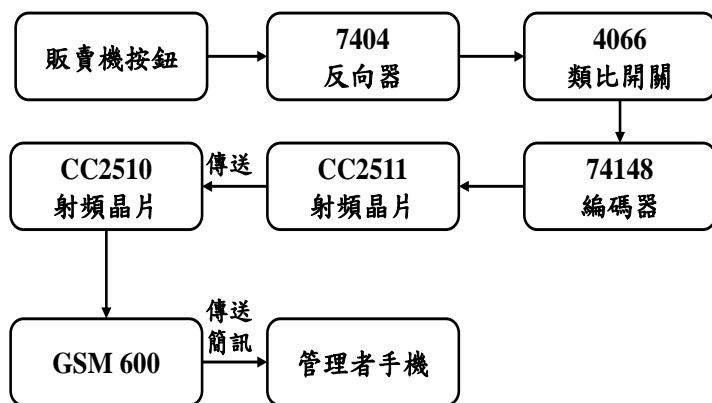 販賣機按鈕
7404
反向器
4066
類比開關
CC2510
射頻晶片
傳送
CC2511
射頻晶片
74148
編碼器
GSM 600
傳送
簡訊
管理者手機